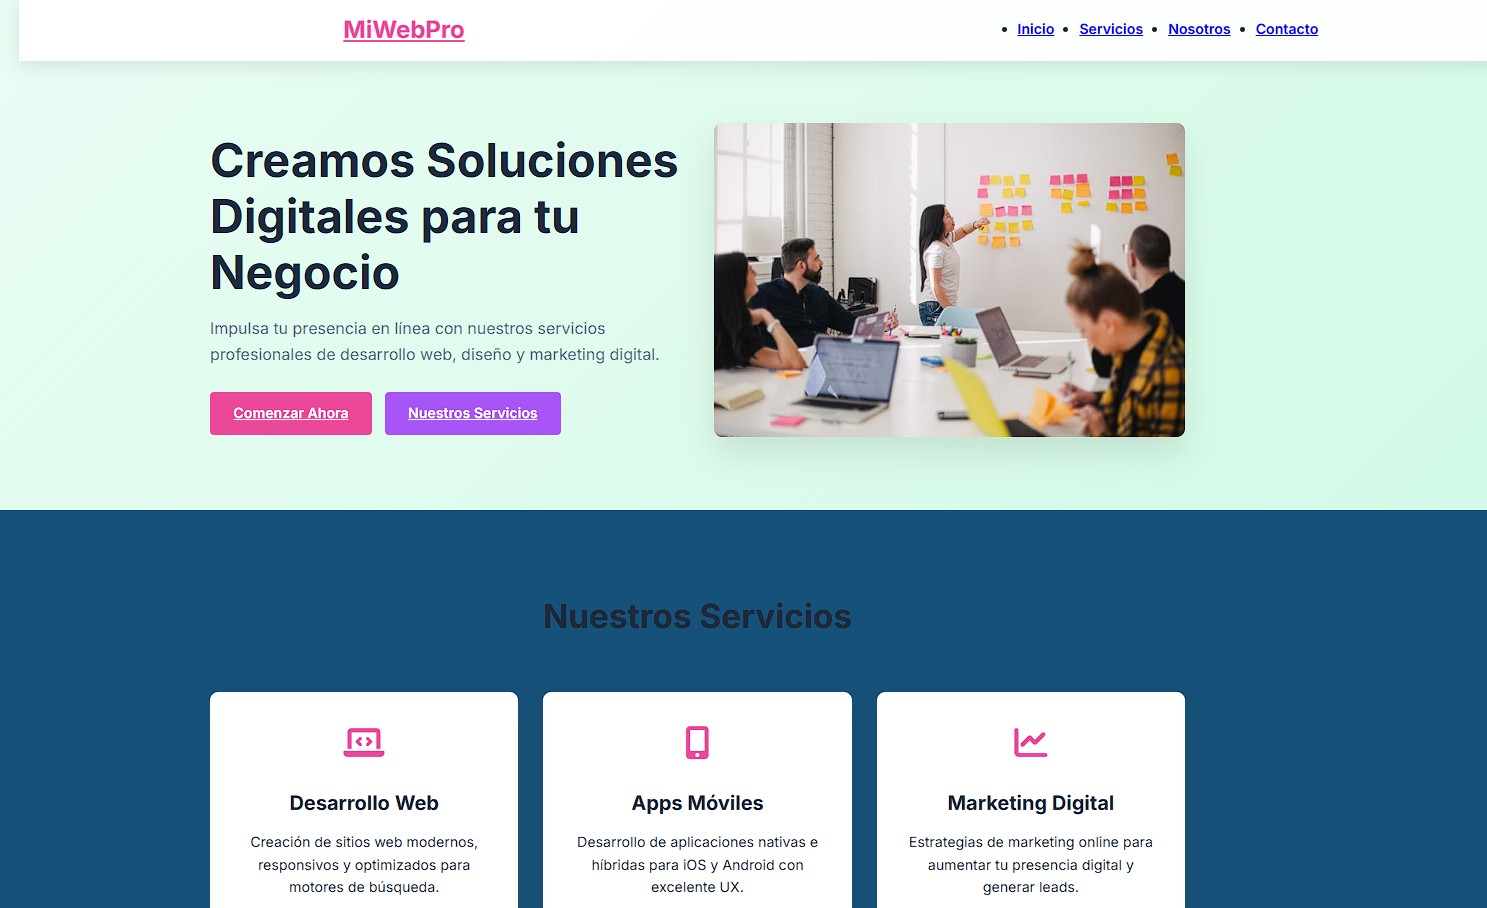 MiWebPro
Inicio
Servicios
Nosotros
Contacto
Creamos Soluciones
Digitales para tu
Negocio
Impulsa tu presencia en línea con nuestros servicios
profesionales de desarrollo web, diseño y marketing digital.
Comenzar Ahora
Nuestros Servicios
Nuestros Servicios
Desarrollo Web
Creación de sitios web modernos,
responsivos y optimizados para
motores de búsqueda.
Apps Móviles
Desarrollo de aplicaciones nativas e
híbridas para iOS y Android con
excelente UX.
Marketing Digital
Estrategias de marketing online para
aumentar tu presencia digital y
generar leads.